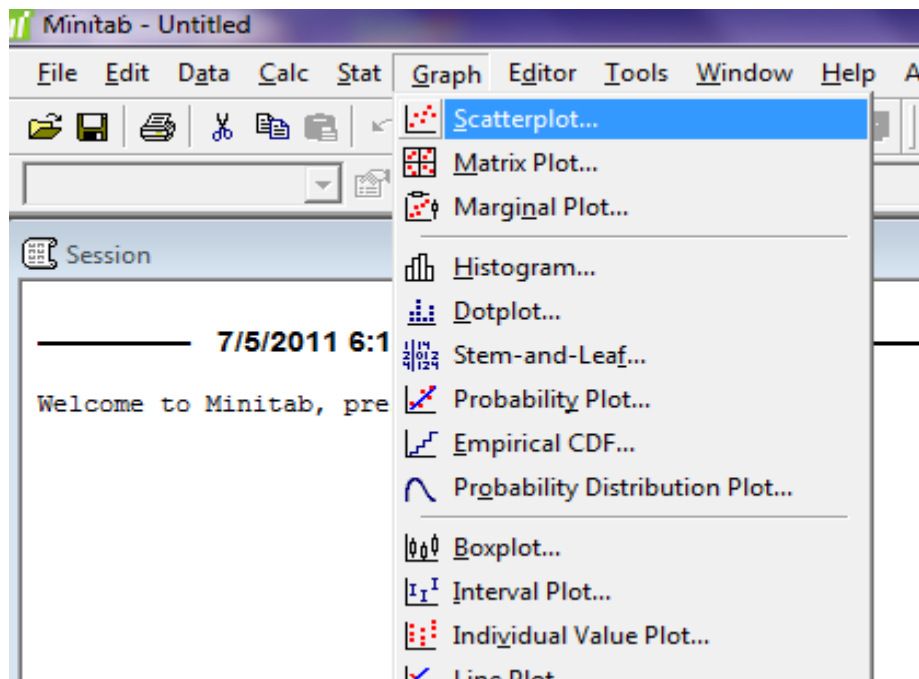 Minitab - Untitled
File Edit Data Calc Stat Graph Editor Tools Window Help A
Scatterplot...
Matrix Plot...
Marginal Plot...
Session
Histogram...
Dotplot...
7/5/2011 6:1
Stem-and-Leaf...
Welcome to Minitab, pre
Probability Plot...
Empirical CDF...
Probability Distribution Plot...
Boxplot...
Interval Plot...
Individual Value Plot...
Line Plot